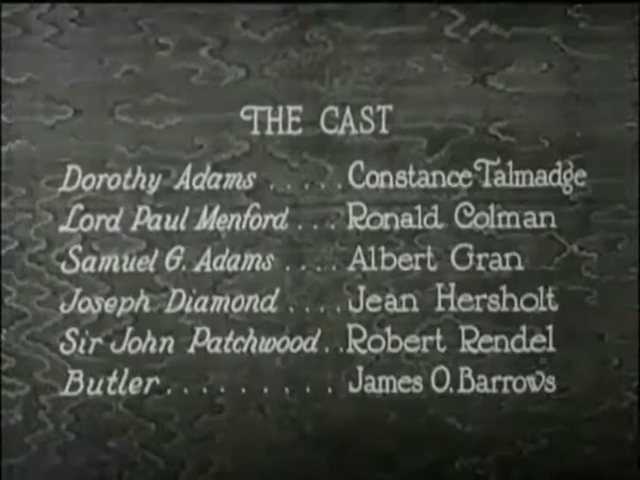 THE CAST
Dorothy Adams ..... Constance Talmadge
Lord Paul Menford ... Ronald Colman
Samuel G. Adams .... Albert Gran
Joseph Diamond .... Jean Hersholt
Sir John Patchwood.. Robert Rendel
Butler.......... James O. Barrows